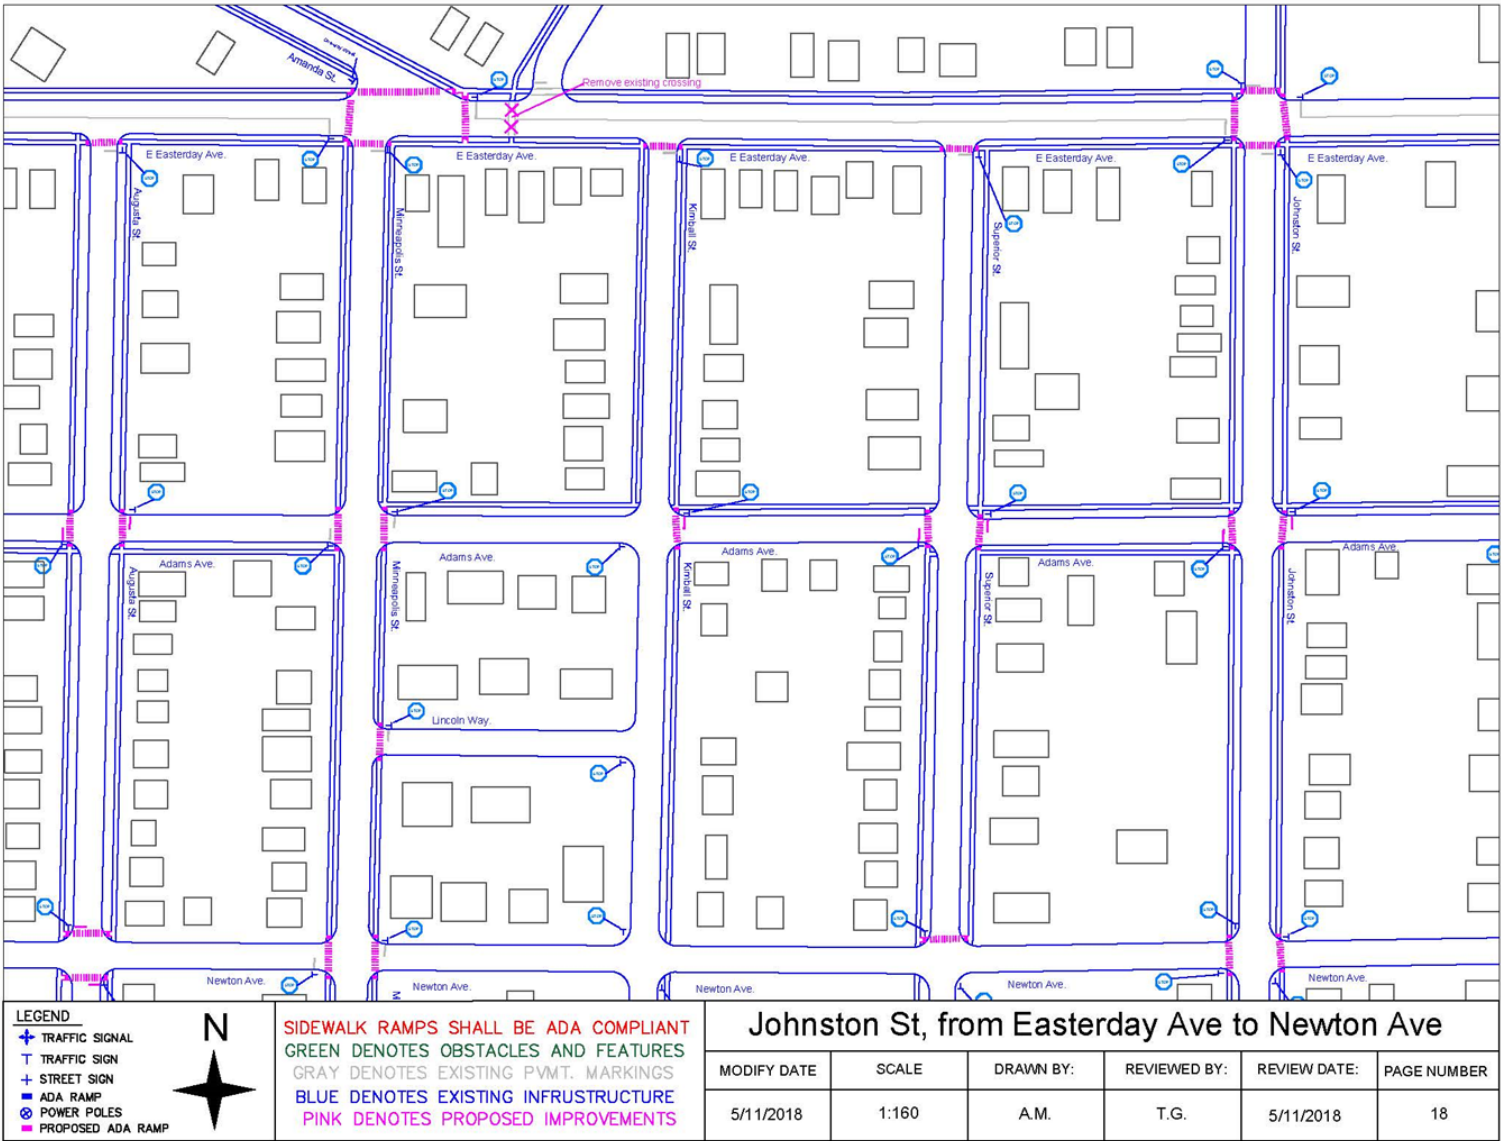 Amanda St.
Remove existing crossing
E Easterday Ave.
E Easterday Ave.
E Easterday Ave.
E Easterday Ave.
E Easterday Ave.
Augusta St.
Minneapolis St.
Kimball St.
Superior St.
Johnston St.
Adams Ave.
Adams Ave.
Adams Ave.
Adams Ave.
Adams Ave.
Augusta St.
Minneapolis St.
Kimball St.
Superior St.
Johnston St.
Lincoln Way.
Newton Ave.
Newton Ave.
Newton Ave.
Newton Ave.
Newton Ave.
M
LEGEND
TRAFFIC SIGNAL
TRAFFIC SIGN
STREET SIGN
ADA RAMP
POWER POLES
PROPOSED ADA RAMP
N
SIDEWALK RAMPS SHALL BE ADA COMPLIANT
GREEN DENOTES OBSTACLES AND FEATURES
GRAY DENOTES EXISTING PVMT. MARKINGS
BLUE DENOTES EXISTING INFRUSTRUCTURE
PINK DENOTES PROPOSED IMPROVEMENTS
Johnston St, from Easterday Ave to Newton Ave
MODIFY DATE SCALE DRAWN BY: REVIEWED BY: REVIEW DATE: PAGE NUMBER
5/11/2018 1:160 A.M. T.G. 5/11/2018 18